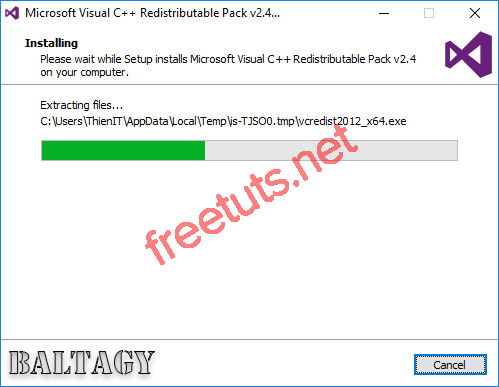 Microsoft Visual C++ Redistributable Pack v2.4...
Installing
Please wait while Setup installs Microsoft Visual C++ Redistributable Pack v2.4
on your computer.
Extracting files...
C:\Users\ThienIT\AppData\Local\Temp\is-TJSO0.tmp\vcredist2012_x64.exe
freetuts.net
BALTAGY
Cancel